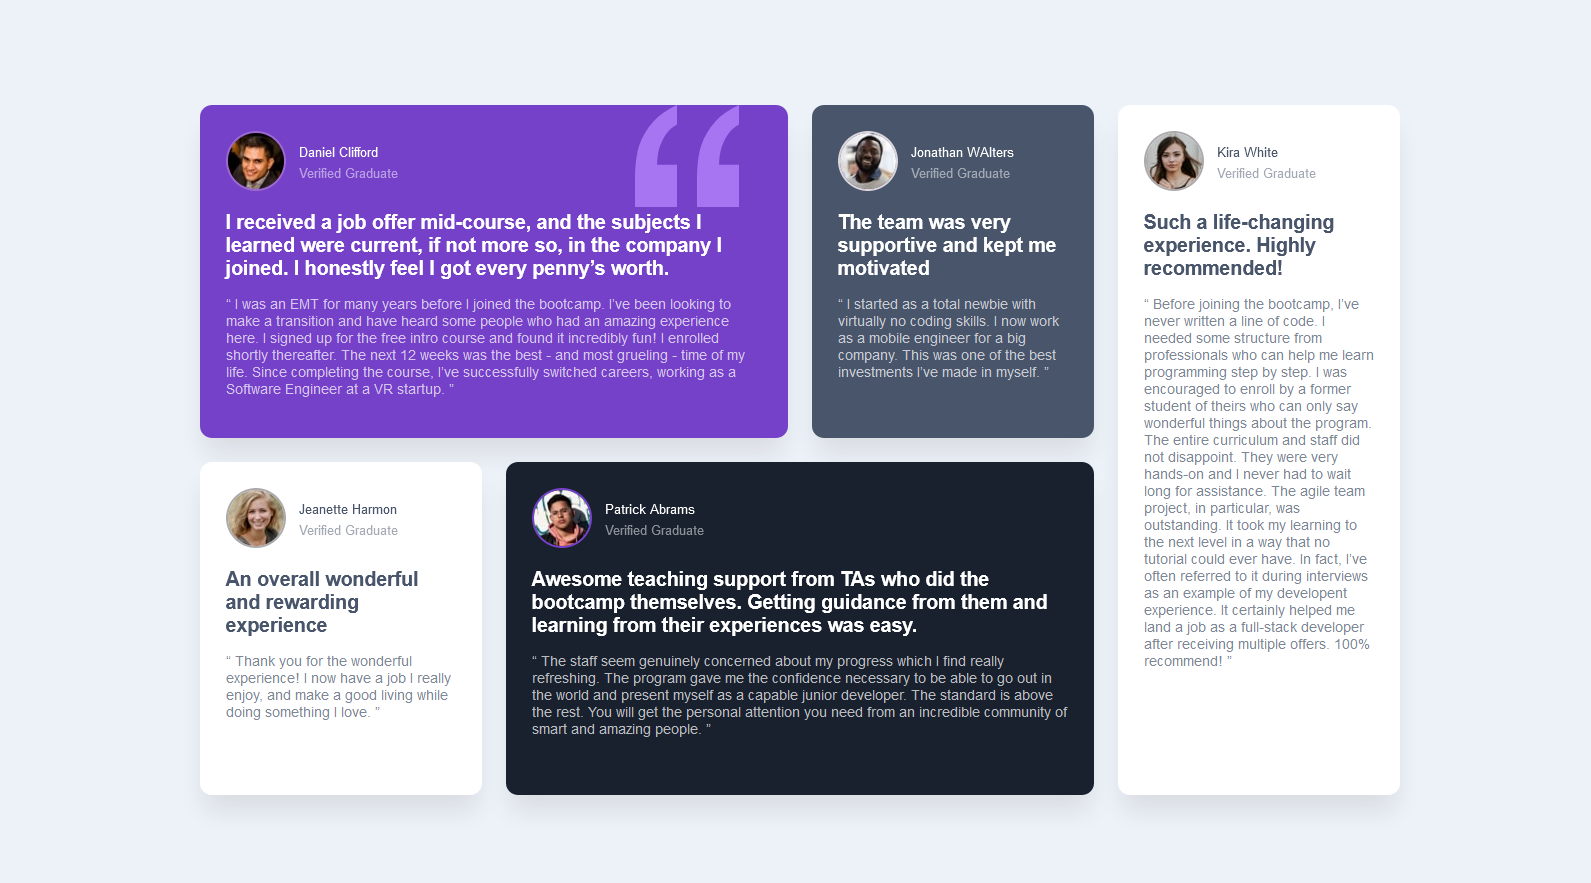 Daniel Clifford
Verified Graduate
I received a job offer mid-course, and the subjects I
learned were current, if not more so, in the company I
joined. I honestly feel I got every penny’s worth.
“ I was an EMT for many years before I joined the bootcamp. I’ve been looking to
make a transition and have heard some people who had an amazing experience
here. I signed up for the free intro course and found it incredibly fun! I enrolled
shortly thereafter. The next 12 weeks was the best - and most grueling - time of my
life. Since completing the course, I’ve successfully switched careers, working as a
Software Engineer at a VR startup. ”
Jonathan WAlters
Verified Graduate
The team was very
supportive and kept me
motivated
“ I started as a total newbie with
virtually no coding skills. I now work
as a mobile engineer for a big
company. This was one of the best
investments I’ve made in myself. ”
Kira White
Verified Graduate
Such a life-changing
experience. Highly
recommended!
“ Before joining the bootcamp, I’ve
never written a line of code. I
needed some structure from
professionals who can help me learn
programming step by step. I was
encouraged to enroll by a former
student of theirs who can only say
wonderful things about the program.
The entire curriculum and staff did
not disappoint. They were very
hands-on and I never had to wait
long for assistance. The agile team
project, in particular, was
outstanding. It took my learning to
the next level in a way that no
tutorial could ever have. In fact, I’ve
often referred to it during interviews
as an example of my developent
experience. It certainly helped me
land a job as a full-stack developer
after receiving multiple offers. 100%
recommend! ”
Jeanette Harmon
Verified Graduate
An overall wonderful
and rewarding
experience
“ Thank you for the wonderful
experience! I now have a job I really
enjoy, and make a good living while
doing something I love. ”
Patrick Abrams
Verified Graduate
Awesome teaching support from TAs who did the
bootcamp themselves. Getting guidance from them and
learning from their experiences was easy.
“ The staff seem genuinely concerned about my progress which I find really
refreshing. The program gave me the confidence necessary to be able to go out in
the world and present myself as a capable junior developer. The standard is above
the rest. You will get the personal attention you need from an incredible community of
smart and amazing people. ”